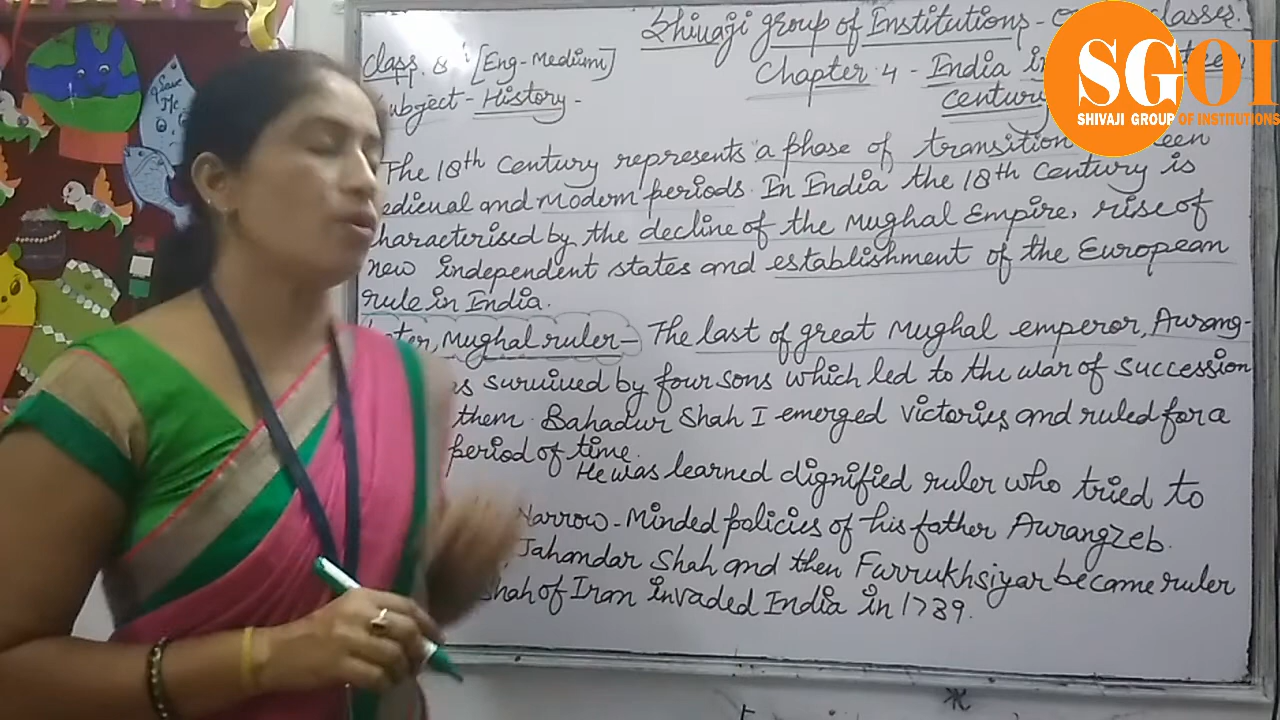 Shivaji group of Institutions - classes.
Class. 8th [Eng-Medium]
Chapter 4 - India in
Subject - History -
century
SGOI
SHIVAJI GROUP OF INSTITUTIONS
Save Me
The 18th Century represents a phase of transition
medieval and modern periods. In India the 18th Century is
characterised by the decline of the Mughal Empire, rise of
new independent states and establishment of the European
rule in India.
Later Mughal ruler - The last of great Mughal emperor, Aurang-
survived by four sons which led to the war of succession
them. Bahadur Shah I emerged victories and ruled for a
period of time.
He was learned dignified ruler who tried to
Narrow-Minded policies of his father Aurangzeb.
Jahandar Shah and then Farrukhsiyar became ruler
Shah of Iran invaded India in 1739.